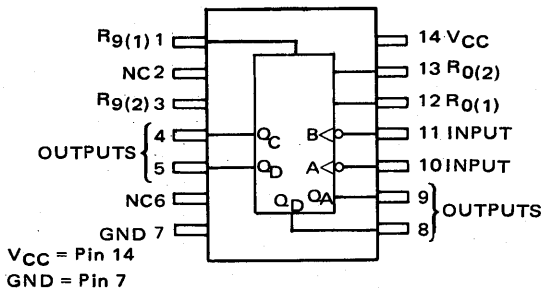 R9(1) 1
14 VCC
NC 2
13 R0(2)
R9(2) 3
12 R0(1)
4
QC
B
11 INPUT
OUTPUTS
5
QD
A
10 INPUT
NC 6
QD
QA
9
OUTPUTS
8
GND 7
VCC = Pin 14
GND = Pin 7